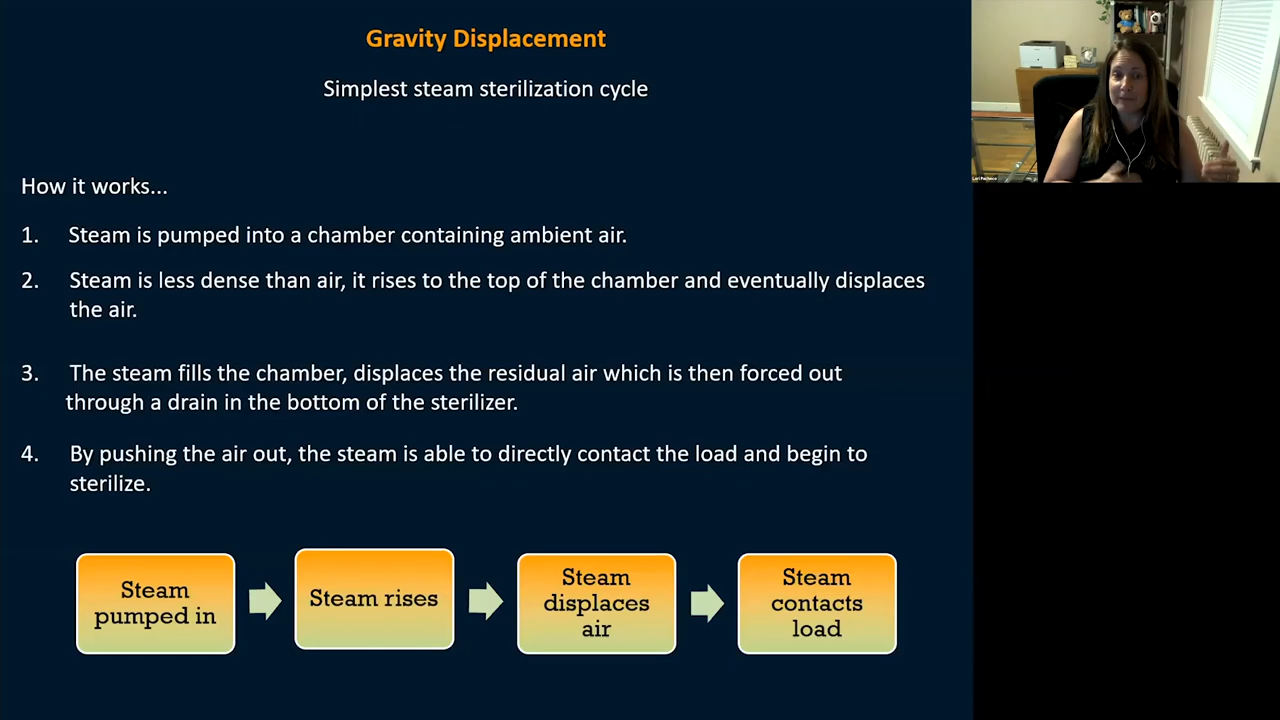 Gravity Displacement
Simplest steam sterilization cycle
How it works...
1. Steam is pumped into a chamber containing ambient air.
2. Steam is less dense than air, it rises to the top of the chamber and eventually displaces
the air.
3. The steam fills the chamber, displaces the residual air which is then forced out
through a drain in the bottom of the sterilizer.
4. By pushing the air out, the steam is able to directly contact the load and begin to
sterilize.
Steam
pumped in
Steam rises
Steam
displaces
air
Steam
contacts
load
Lori Pacheco